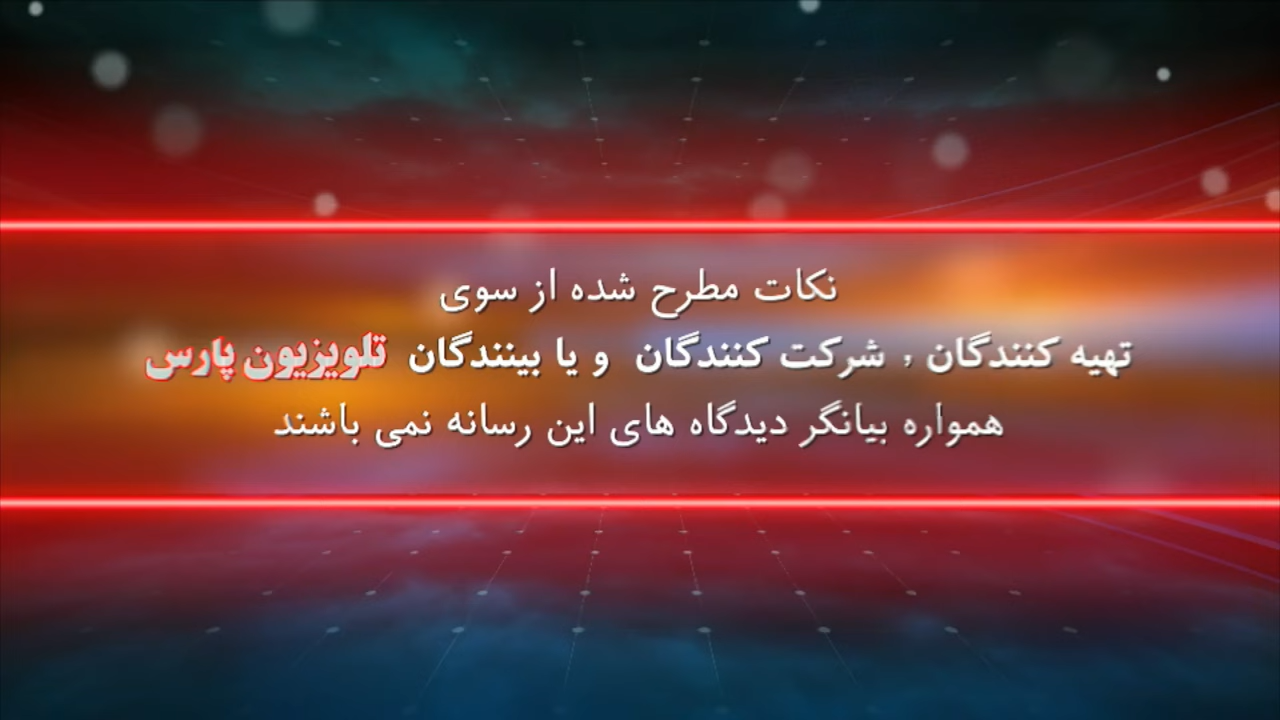 نکات مطرح شده از سوی
تهیه کنندگان , شرکت کنندگان و یا بینندگان تلویزیون پارس
همواره بیانگر دیدگاه های این رسانه نمی باشند